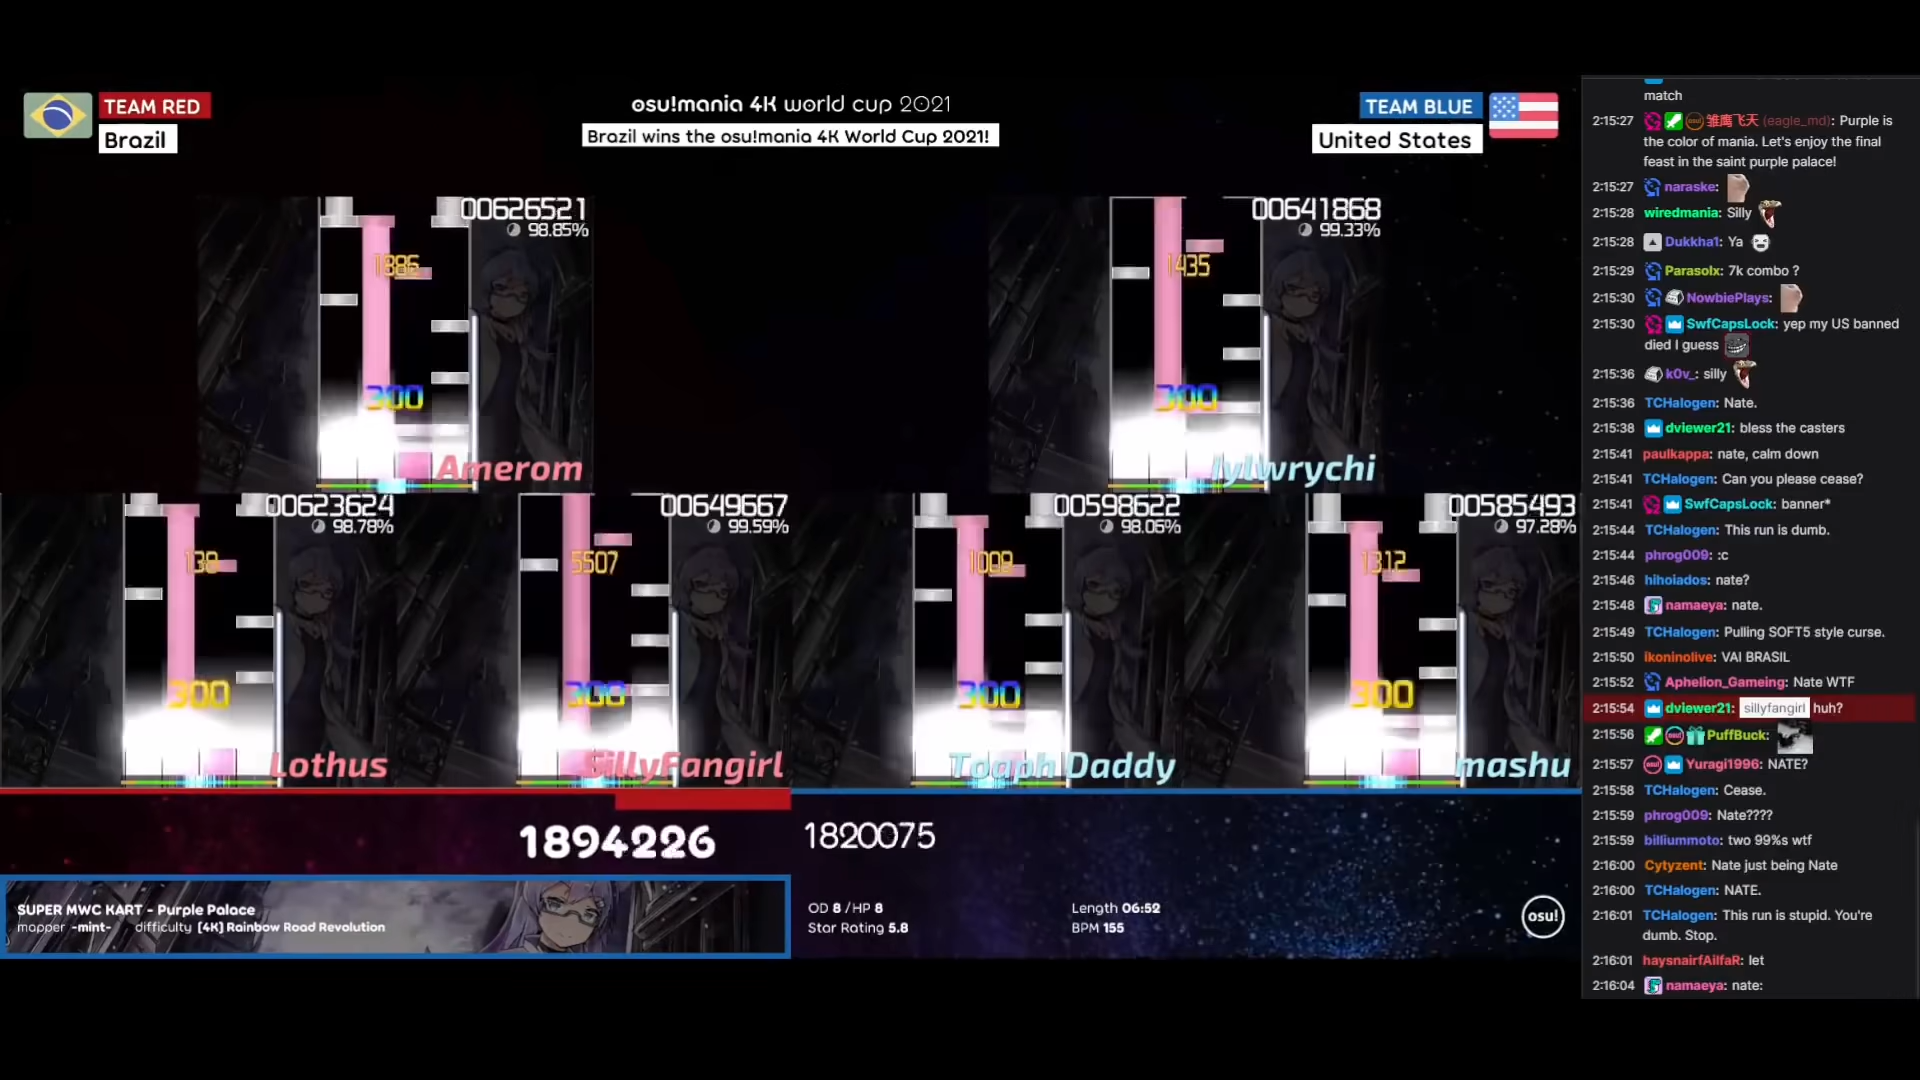 TEAM RED
Brazil
osu!mania 4K world cup 2021
Brazil wins the osu!mania 4K World Cup 2021!
TEAM BLUE
United States
00626521
98.85%
1886
300
Amerom
00641868
99.33%
1435
300
lylwrychi
00623624
98.78%
138
300
Lothus
00649667
99.59%
5507
300
SillyFangirl
00598622
98.06%
300
Toaph Daddy
00585493
97.28%
1312
300
mashu
1894226
1820075
SUPER MWC KART - Purple Palace
mapper -mint- difficulty [4K] Rainbow Road Revolution
OD 8 / HP 8
Star Rating 5.8
Length 06:52
BPM 155
osu!
match
2:15:27 雏鹰飞天 (eagle_md): Purple is
the color of mania. Let's enjoy the final
feast in the saint purple palace!
2:15:27 naraske:
2:15:28 wiredmania: Silly
2:15:28 Dukkha1: Ya
2:15:29 Parasolx: 7k combo ?
2:15:30 NowbiePlays:
2:15:30 SwfCapsLock: yep my US banned
died I guess
2:15:36 k0v_: silly
2:15:36 TCHalogen: Nate.
2:15:38 dviewer21: bless the casters
2:15:41 paulkappa: nate, calm down
2:15:41 TCHalogen: Can you please cease?
2:15:41 SwfCapsLock: banner*
2:15:44 TCHalogen: This run is dumb.
2:15:44 phrog009: :c
2:15:46 hihoiados: nate?
2:15:48 namaeya: nate.
2:15:49 TCHalogen: Pulling SOFT5 style curse.
2:15:50 ikoninolive: VAI BRASIL
2:15:52 Aphelion_Gameing: Nate WTF
2:15:54 dviewer21: sillyfangirl huh?
2:15:56 PuffBuck:
2:15:57 Yuragi1996: NATE?
2:15:58 TCHalogen: Cease.
2:15:59 phrog009: Nate????
2:15:59 billiummoto: two 99%s wtf
2:16:00 Cytyzent: Nate just being Nate
2:16:00 TCHalogen: NATE.
2:16:01 TCHalogen: This run is stupid. You're
dumb. Stop.
2:16:01 haysnairfAilfaR: let
2:16:04 namaeya: nate: